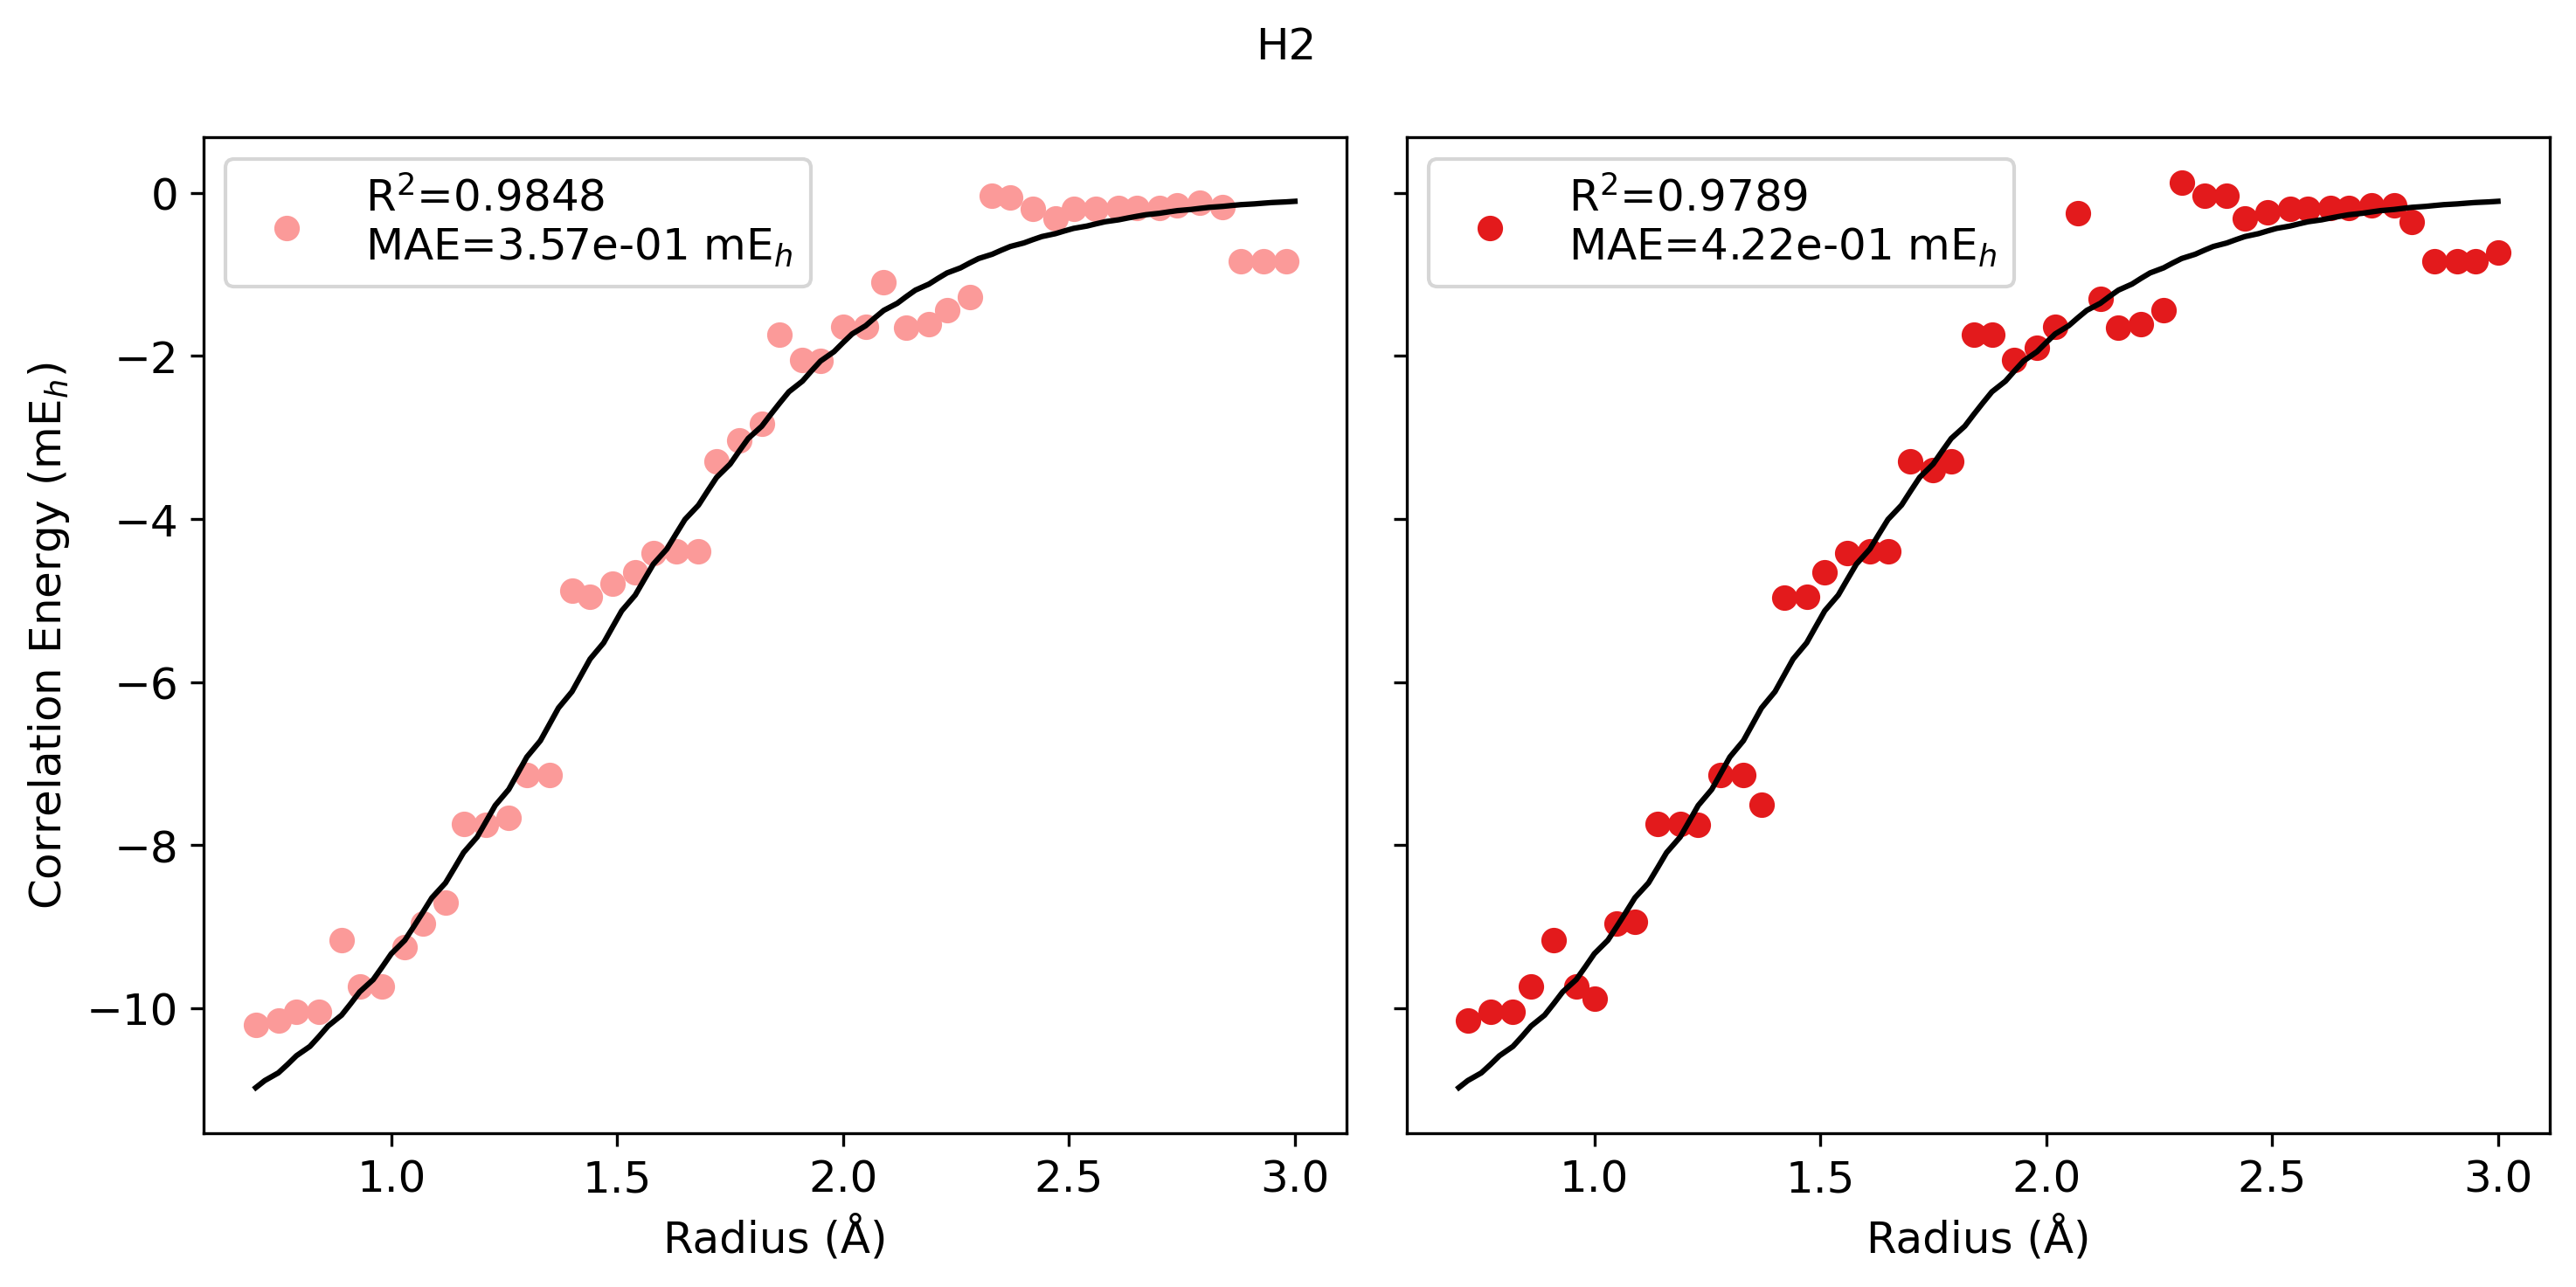 H2
R²=0.9848
MAE=3.57e-01 mEₕ
R²=0.9789
MAE=4.22e-01 mEₕ
Correlation Energy (mEₕ)
0
−2
−4
−6
−8
−10
1.0 1.5 2.0 2.5 3.0
1.0 1.5 2.0 2.5 3.0
Radius (Å)
Radius (Å)